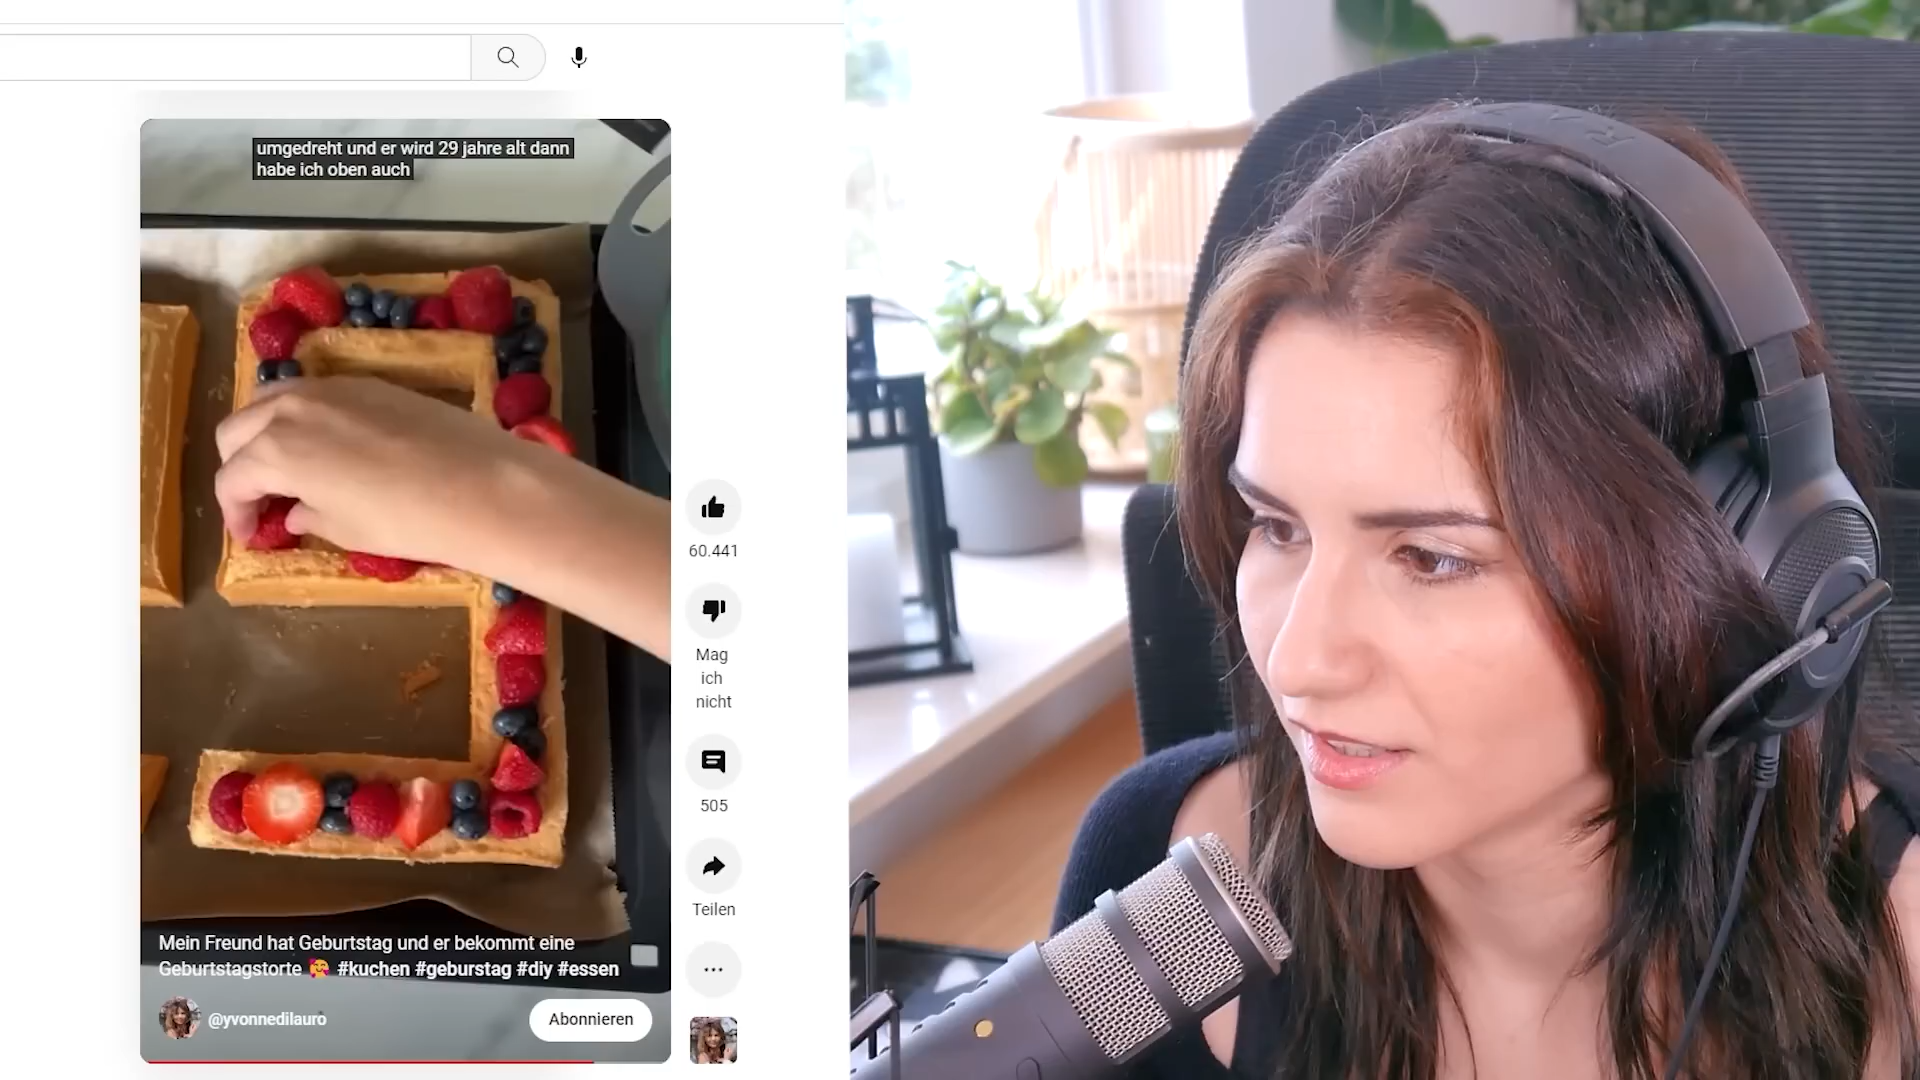 umgedreht und er wird 29 jahre alt dann
habe ich oben auch
60.441
Mag
ich
nicht
505
Teilen
Mein Freund hat Geburtstag und er bekommt eine
Geburtstagstorte 🥰 #kuchen #geburstag #diy #essen
@yvonnedilauro
Abonnieren